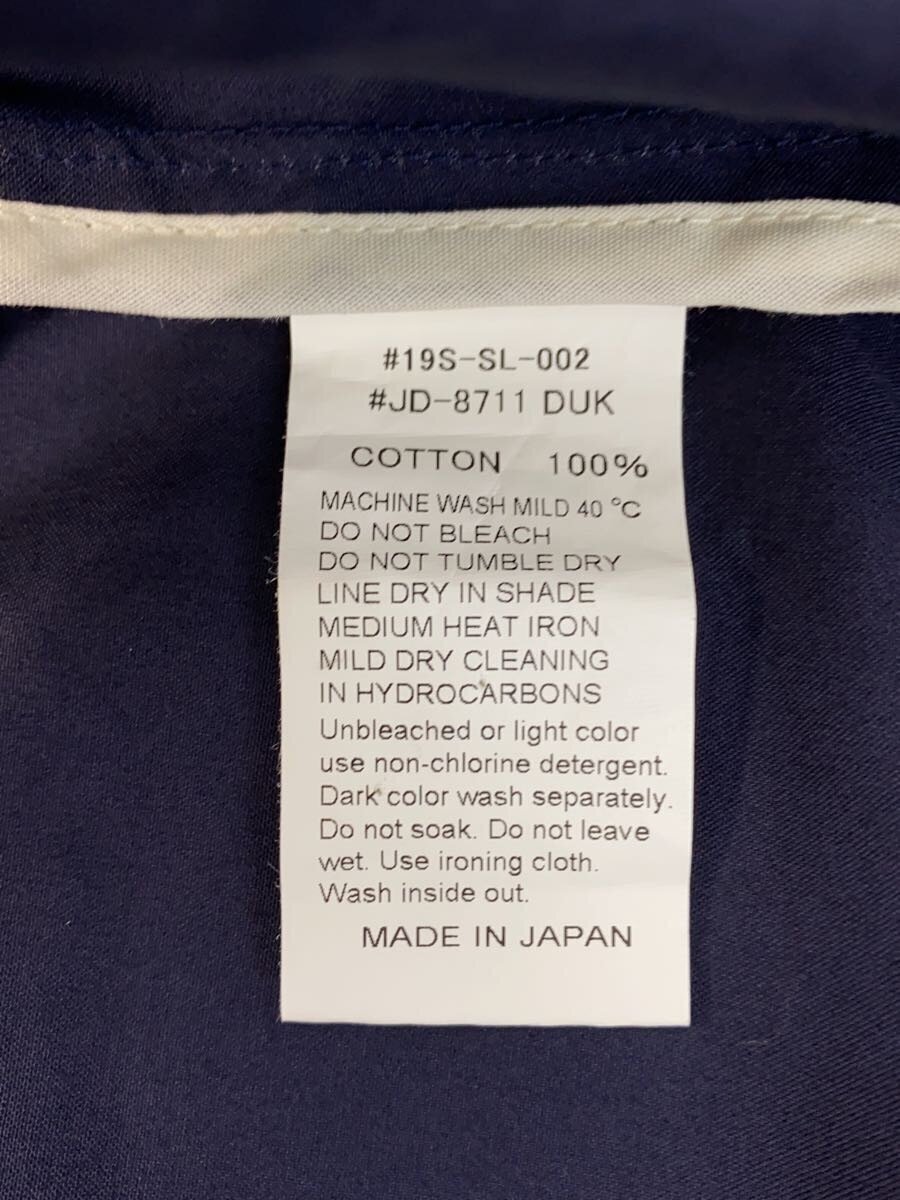 #19S-SL-002
#JD-8711 DUK
COTTON 100%
MACHINE WASH MILD 40 °C
DO NOT BLEACH
DO NOT TUMBLE DRY
LINE DRY IN SHADE
MEDIUM HEAT IRON
MILD DRY CLEANING
IN HYDROCARBONS
Unbleached or light color
use non-chlorine detergent.
Dark color wash separately.
Do not soak. Do not leave
wet. Use ironing cloth.
Wash inside out.
MADE IN JAPAN